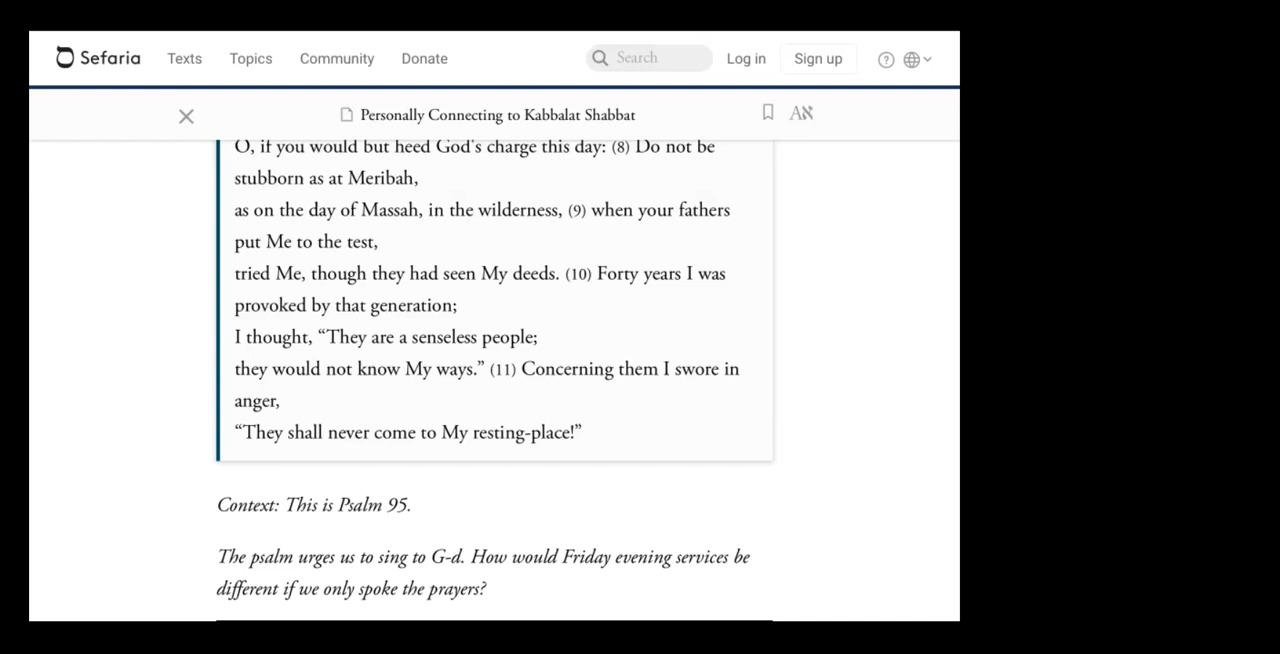 Sefaria Texts Topics Community Donate Search Log in Sign up
Personally Connecting to Kabbalat Shabbat Aא
O, if you would but heed God's charge this day: (8) Do not be
stubborn as at Meribah,
as on the day of Massah, in the wilderness, (9) when your fathers
put Me to the test,
tried Me, though they had seen My deeds. (10) Forty years I was
provoked by that generation;
I thought, “They are a senseless people;
they would not know My ways.” (11) Concerning them I swore in
anger,
“They shall never come to My resting-place!”
Context: This is Psalm 95.
The psalm urges us to sing to G-d. How would Friday evening services be
different if we only spoke the prayers?